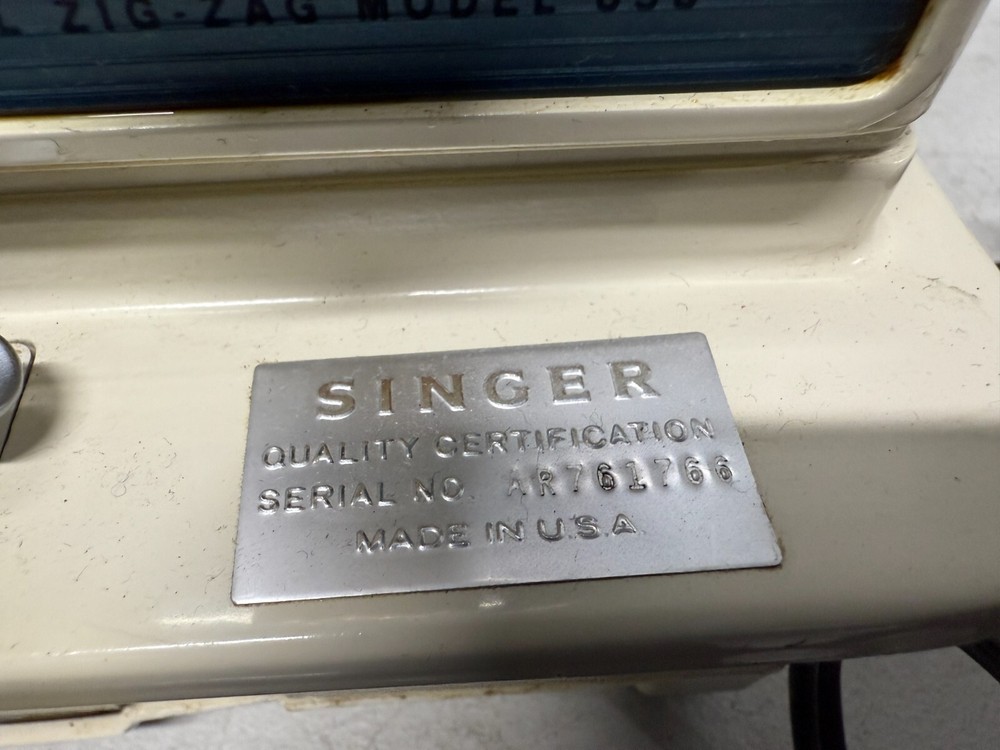 ZIG-ZAG MODEL
SINGER
QUALITY CERTIFICATION
SERIAL NO. AR761766
MADE IN U.S.A